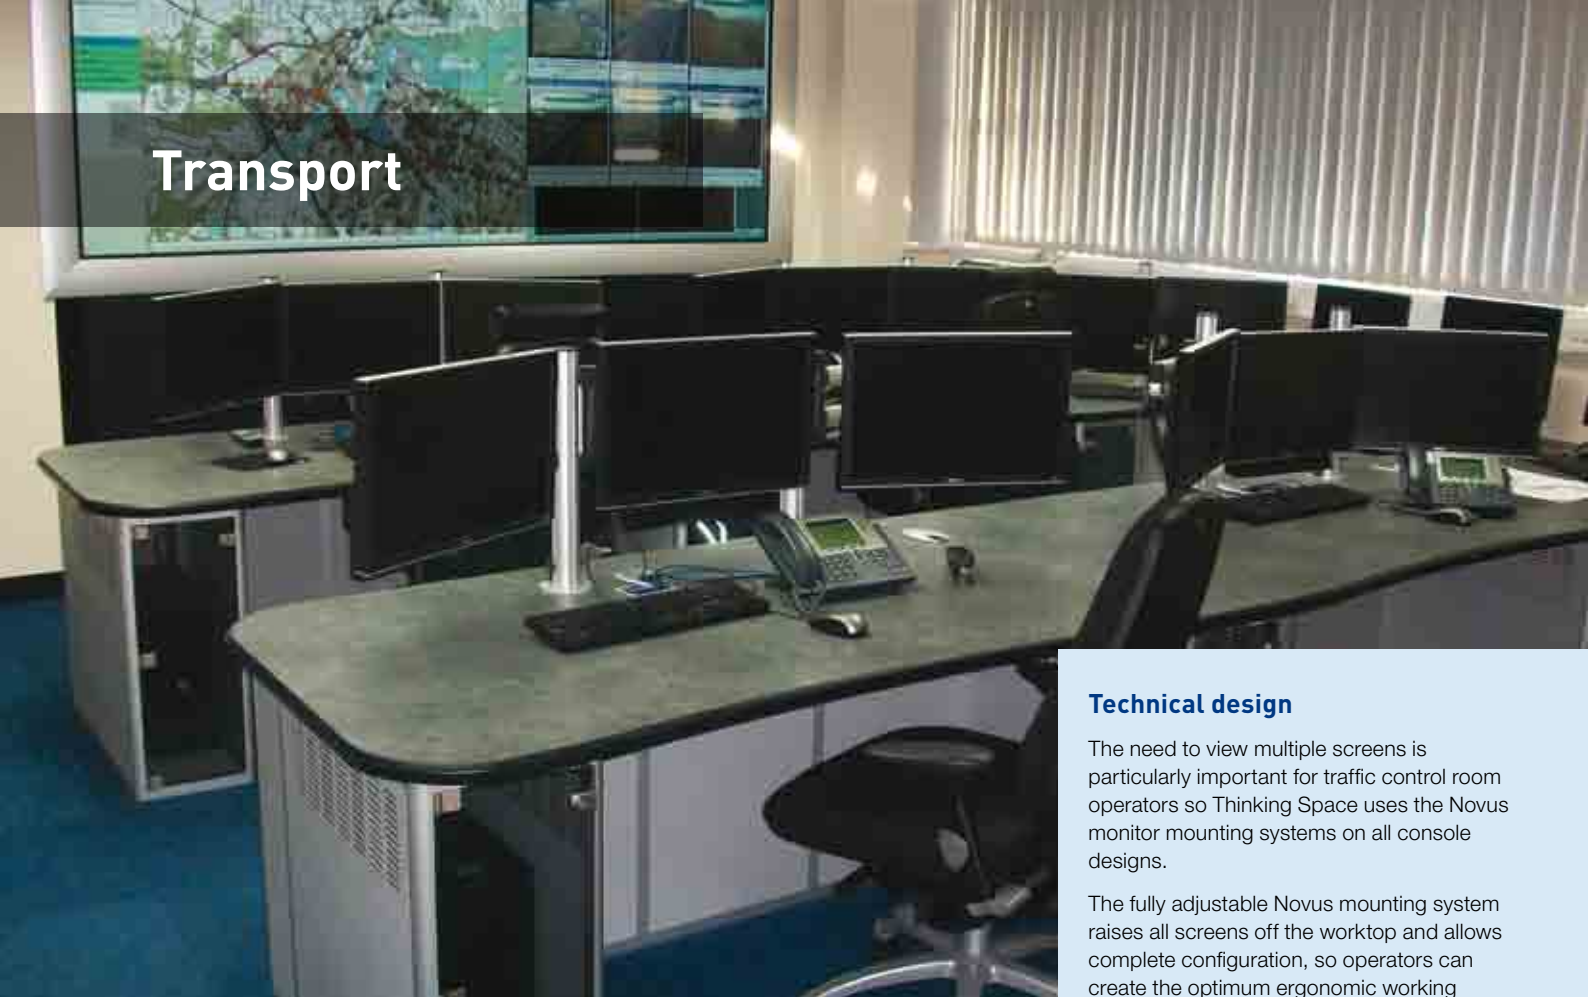 Transport
Technical design
The need to view multiple screens is
particularly important for traffic control room
operators so Thinking Space uses the Novus
monitor mounting systems on all console
designs.
The fully adjustable Novus mounting system
raises all screens off the worktop and allows
complete configuration, so operators can
create the optimum ergonomic working